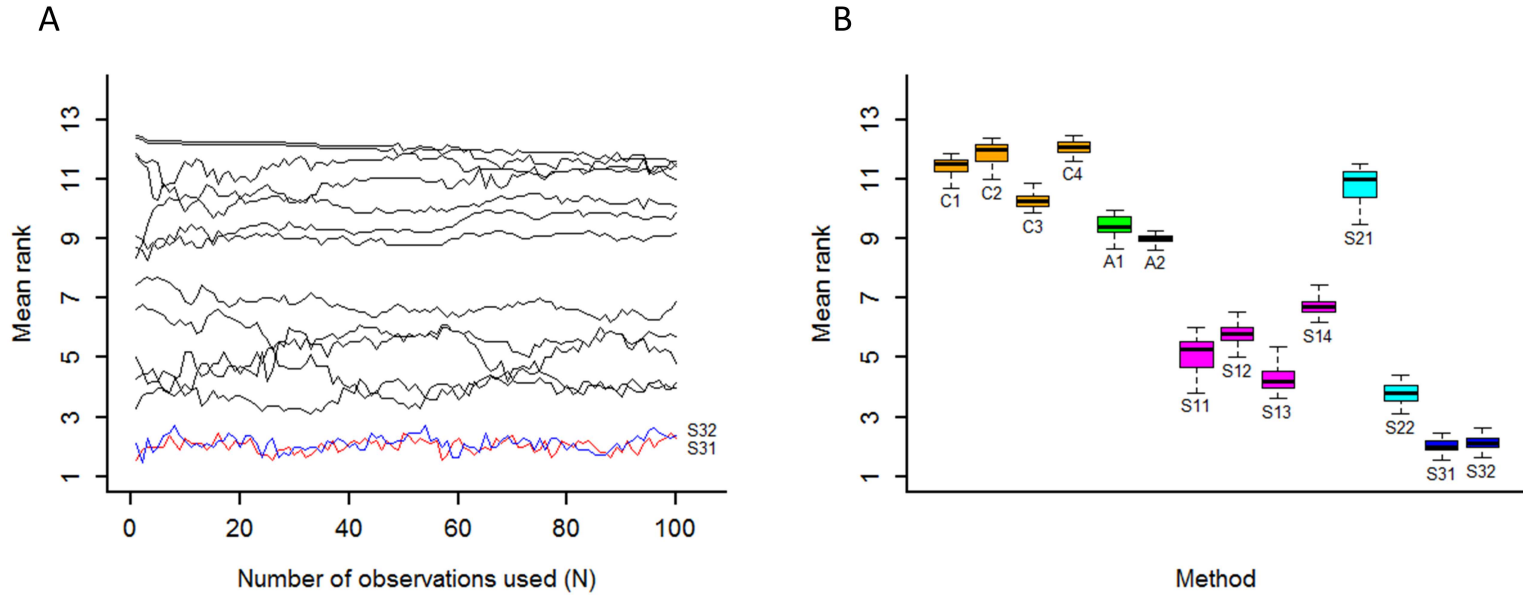 A
Mean rank
13
11
9
7
5
3
1
S32
S31
0 20 40 60 80 100
Number of observations used (N)
B
Mean rank
13
11
9
7
5
3
1
C1
C2
C3
C4
A1
A2
S11
S12
S13
S14
S21
S22
S31
S32
Method